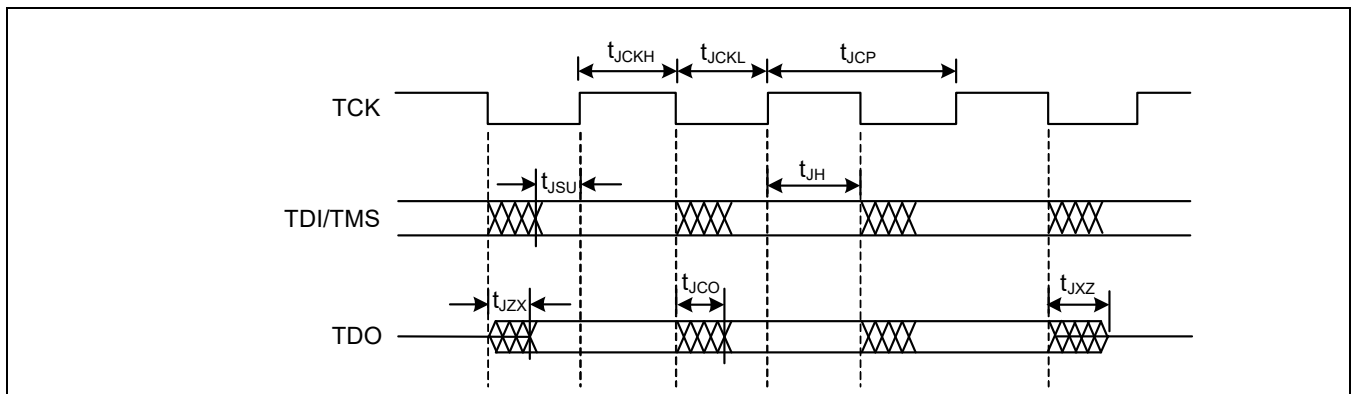 tJCKH tJCKL tJCP
TCK
tJSU tJH
TDI/TMS
tJZX tJCO tJXZ
TDO